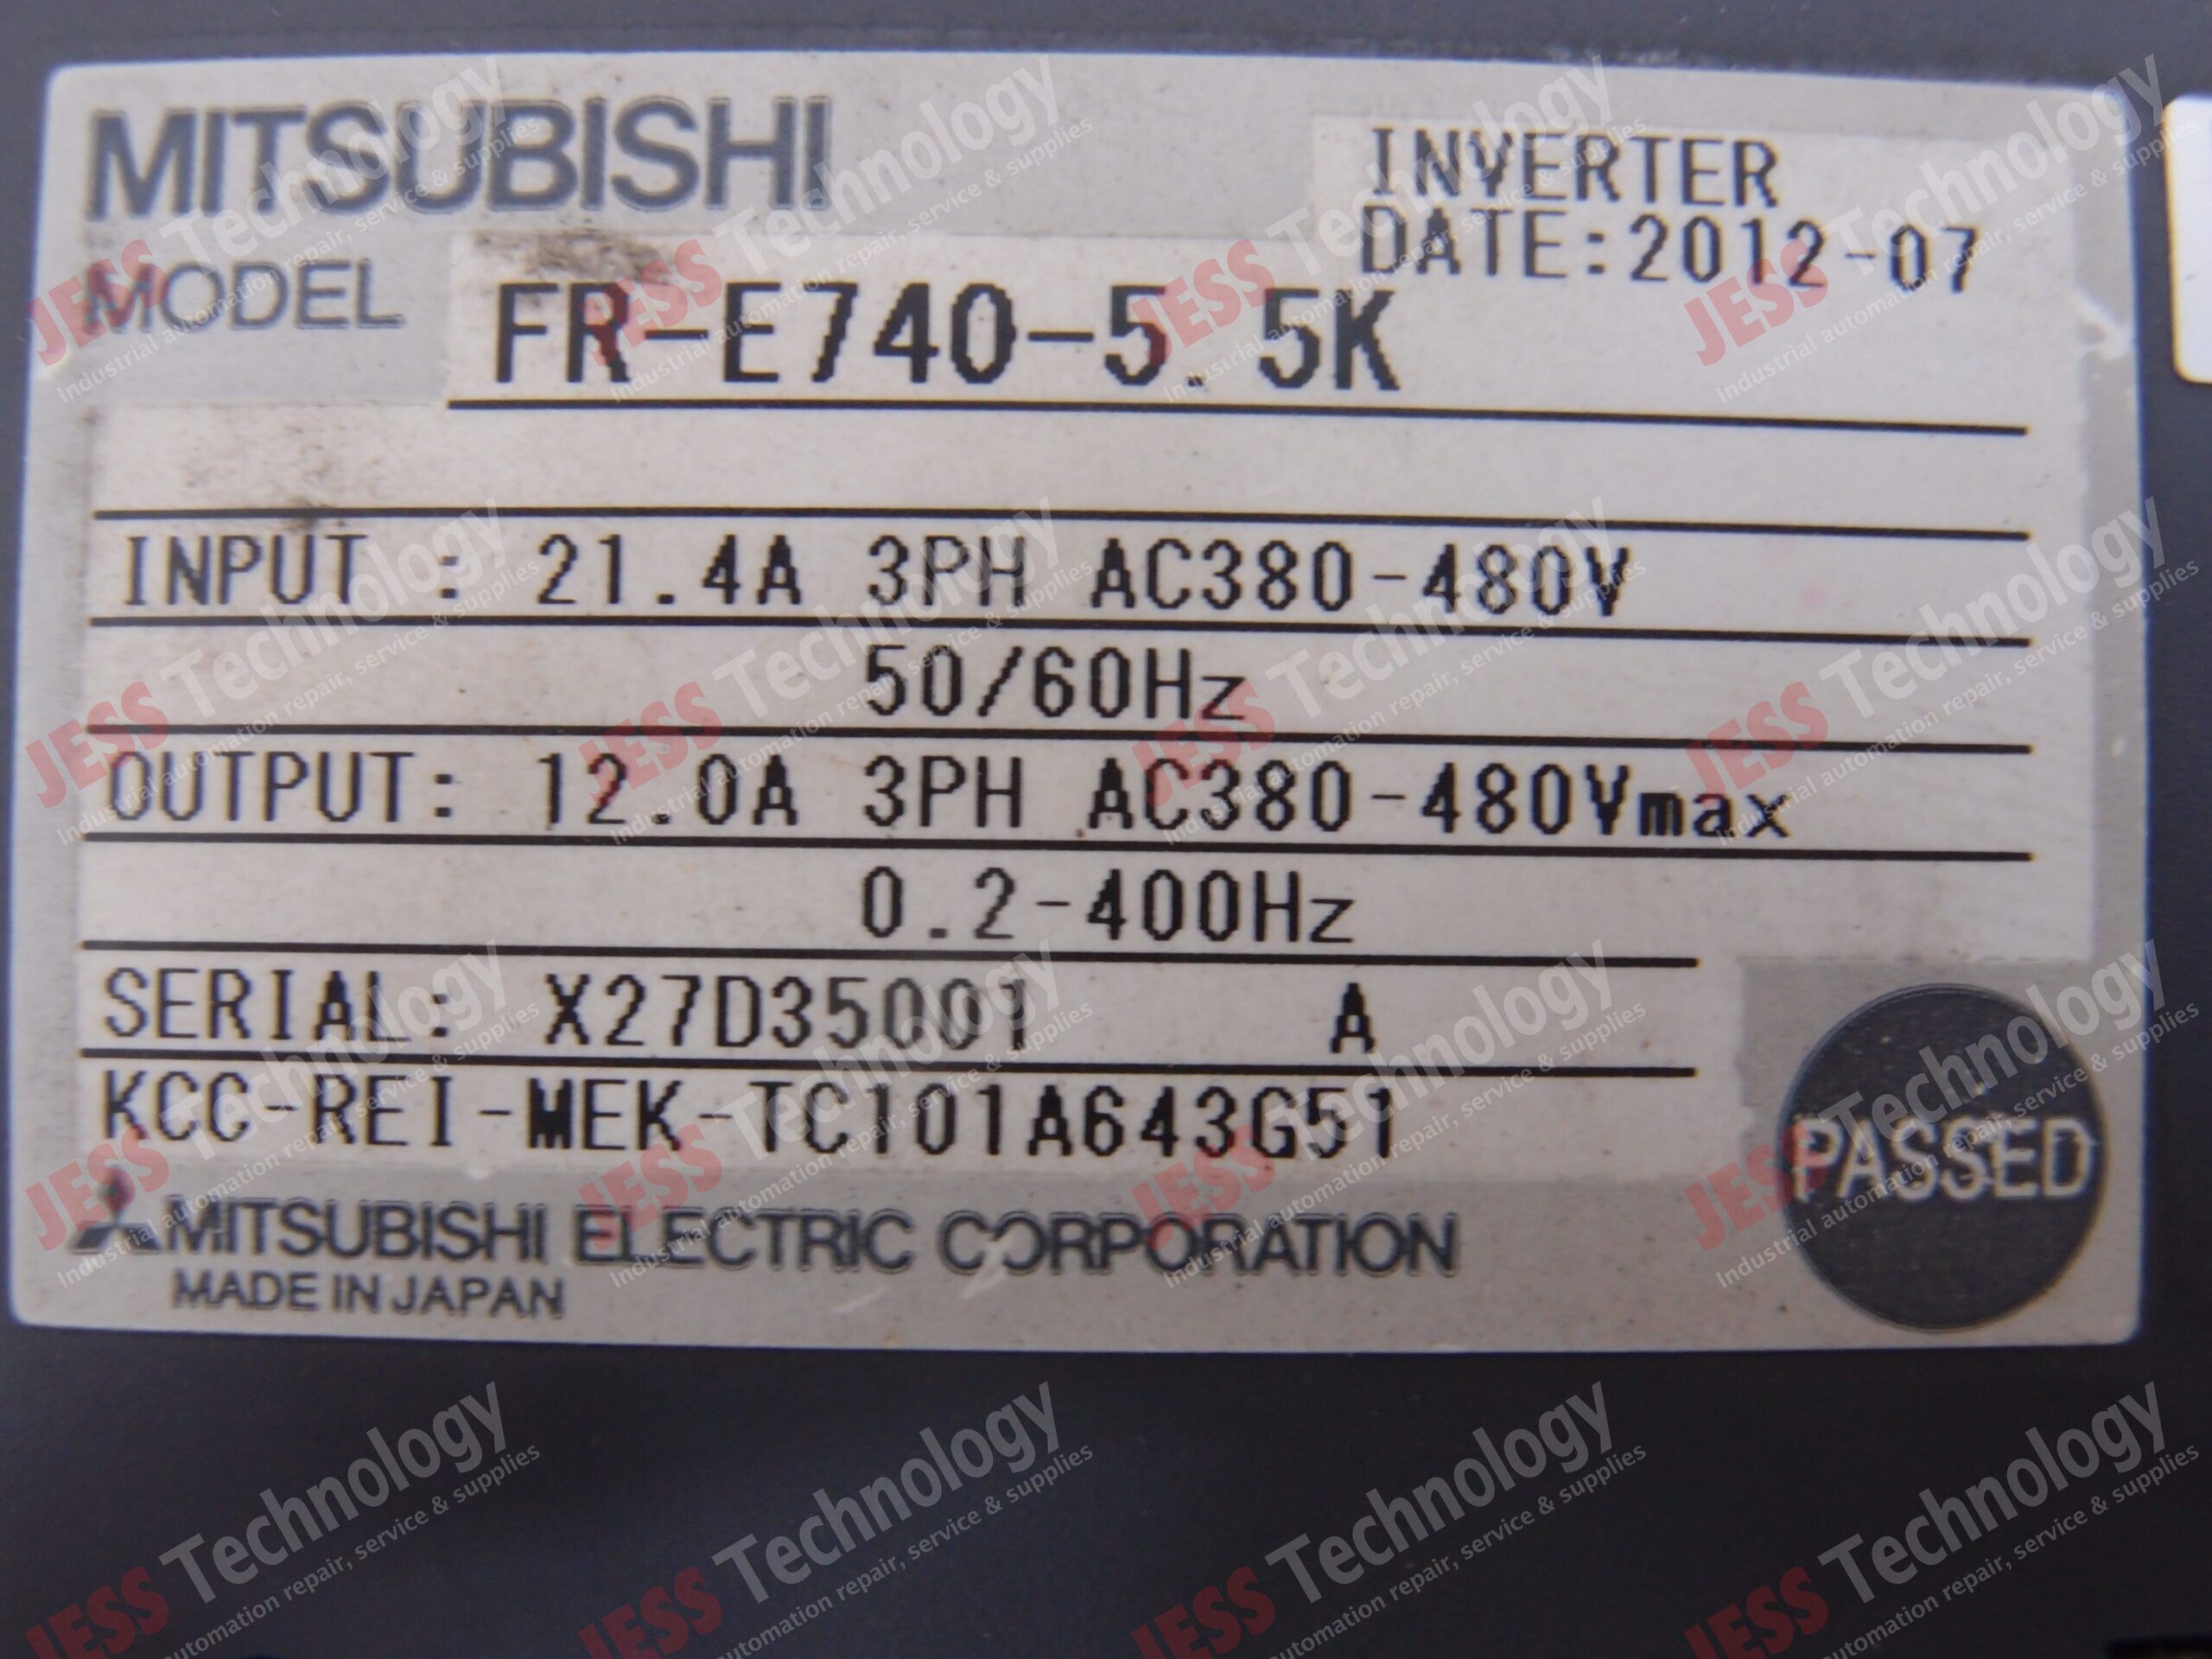 MITSUBISHI
INVERTER
DATE:2012-07
MODEL FR-E740-5.5K
INPUT : 21.4A 3PH AC380-480V
50/60Hz
OUTPUT: 12.0A 3PH AC380-480Vmax
0.2-400Hz
SERIAL: X27D35001 A
KCC-REI-MEK-TC101A643G51
PASSED
MITSUBISHI ELECTRIC CORPORATION
MADE IN JAPAN
JESS Technology
Industrial automation repair, service & supplies